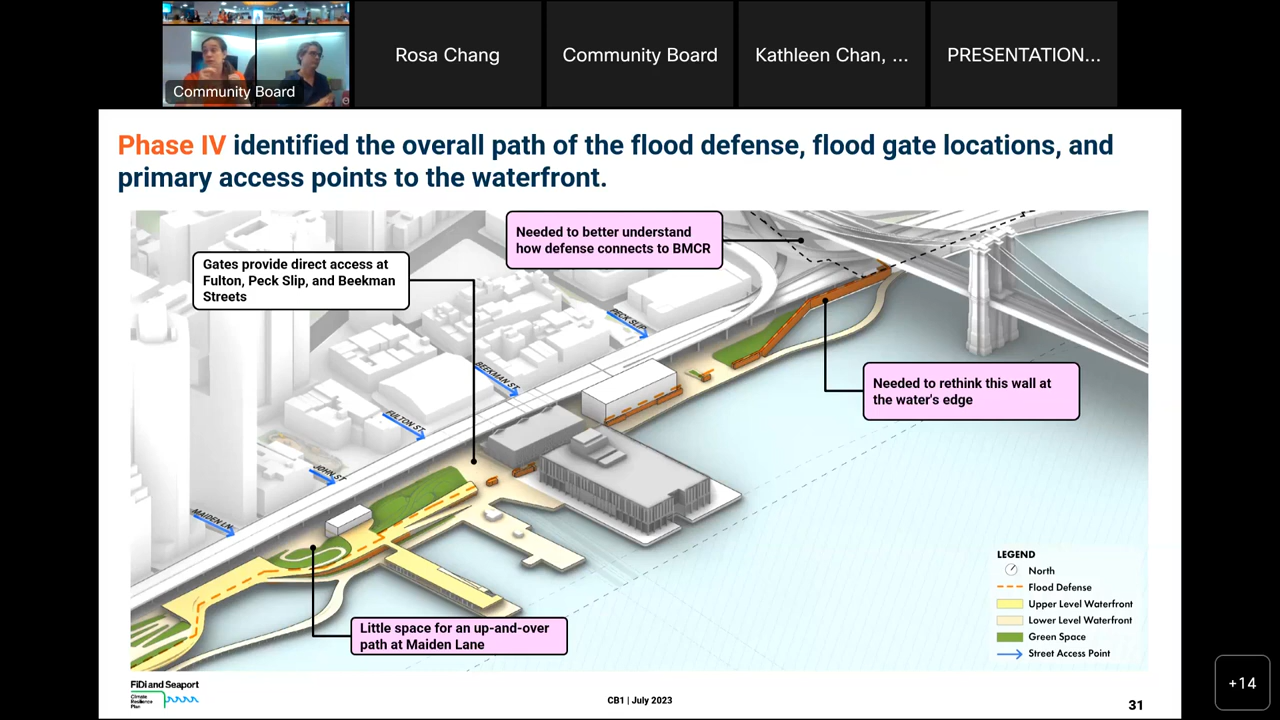 Community Board
Rosa Chang
Community Board
Kathleen Chan, ...
PRESENTATION...
Phase IV identified the overall path of the flood defense, flood gate locations, and
primary access points to the waterfront.
Needed to better understand
how defense connects to BMCR
Gates provide direct access at
Fulton, Peck Slip, and Beekman
Streets
PECK SLIP
BEEKMAN ST.
FULTON ST.
JOHN ST.
MAIDEN LN
Needed to rethink this wall at
the water's edge
Little space for an up-and-over
path at Maiden Lane
LEGEND
North
Flood Defense
Upper Level Waterfront
Lower Level Waterfront
Green Space
Street Access Point
FiDi and Seaport
Climate
Resilience
Plan
CB1 | July 2023
31
+14